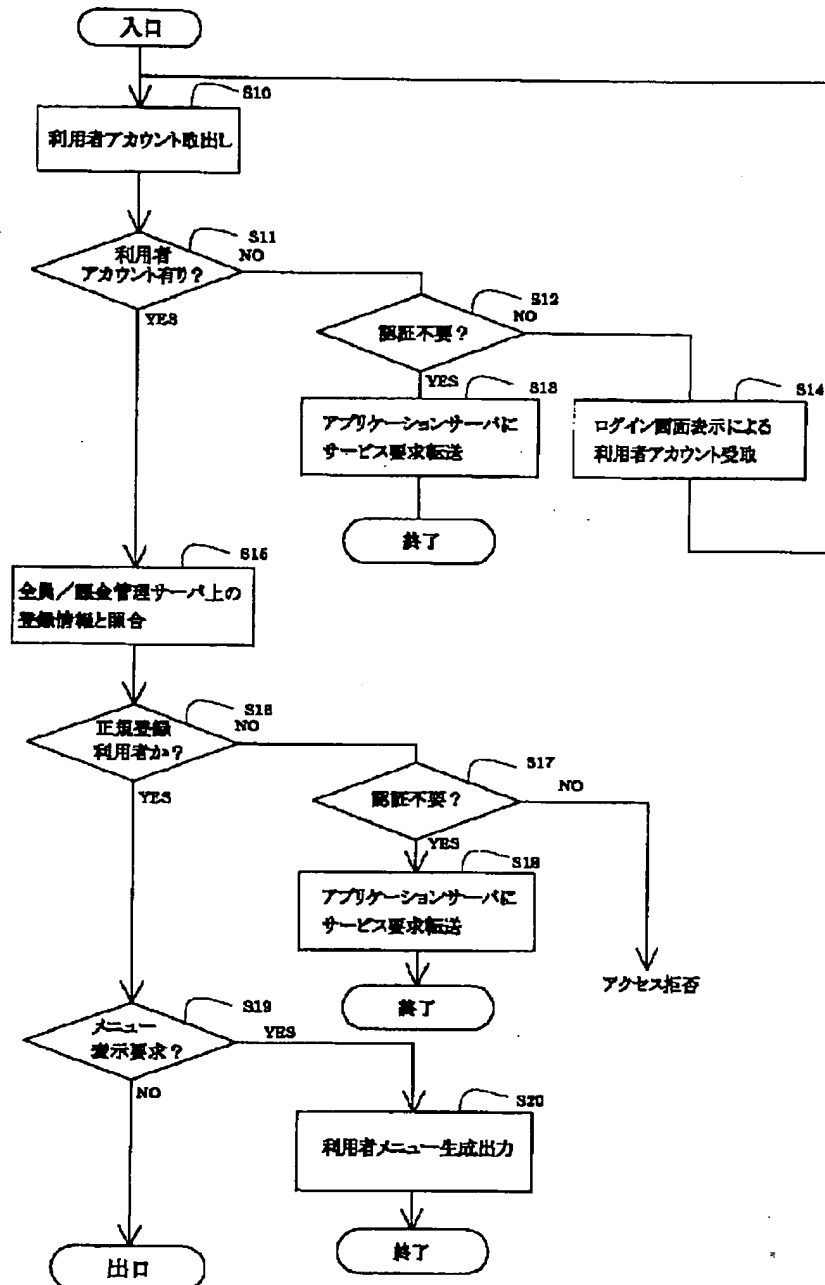 入口
S10
利用者アカウント取出し
S11
利用者
アカウント有り?
NO
YES
S12
認証不要?
NO
YES
S13
アプリケーションサーバに
サービス要求転送
S14
ログイン画面表示による
利用者アカウント受取
終了
S15
会員/課金管理サーバ上の
登録情報と照合
S16
正規登録
利用者か?
NO
YES
S17
認証不要?
NO
YES
S18
アプリケーションサーバに
サービス要求転送
アクセス拒否
終了
S19
メニュー
表示要求?
YES
NO
S20
利用者メニュー生成出力
終了
出口